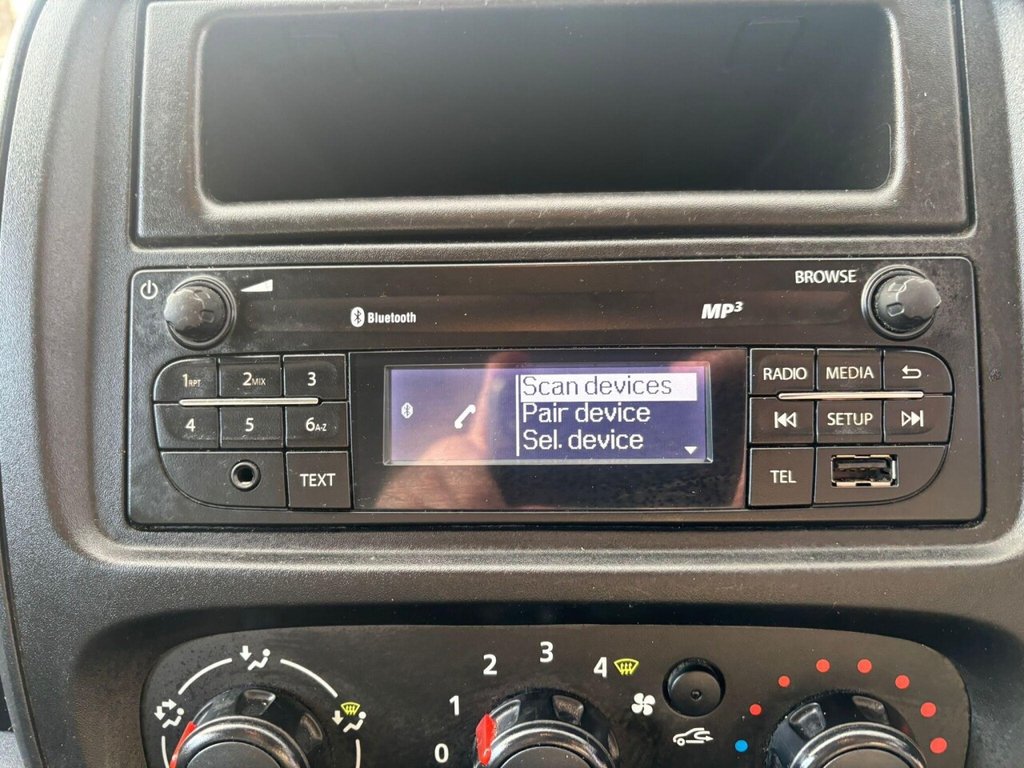 BROWSE
Bluetooth
MP3
1RPT 2MIX 3
RADIO MEDIA
Scan devices
Pair device
Sel. device
4 5 6A-Z
SETUP
TEXT
TEL
0 1 2 3 4